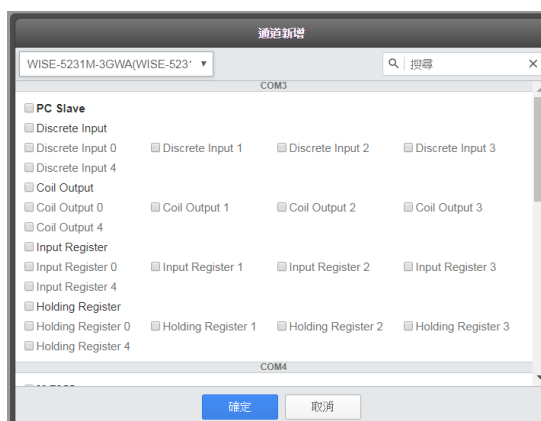 通道新增
WISE-5231M-3GWA(WISE-523 搜尋
COM3
PC Slave
Discrete Input
Discrete Input 0 Discrete Input 1 Discrete Input 2 Discrete Input 3
Discrete Input 4
Coil Output
Coil Output 0 Coil Output 1 Coil Output 2 Coil Output 3
Coil Output 4
Input Register
Input Register 0 Input Register 1 Input Register 2 Input Register 3
Input Register 4
Holding Register
Holding Register 0 Holding Register 1 Holding Register 2 Holding Register 3
Holding Register 4
COM4
確定 取消